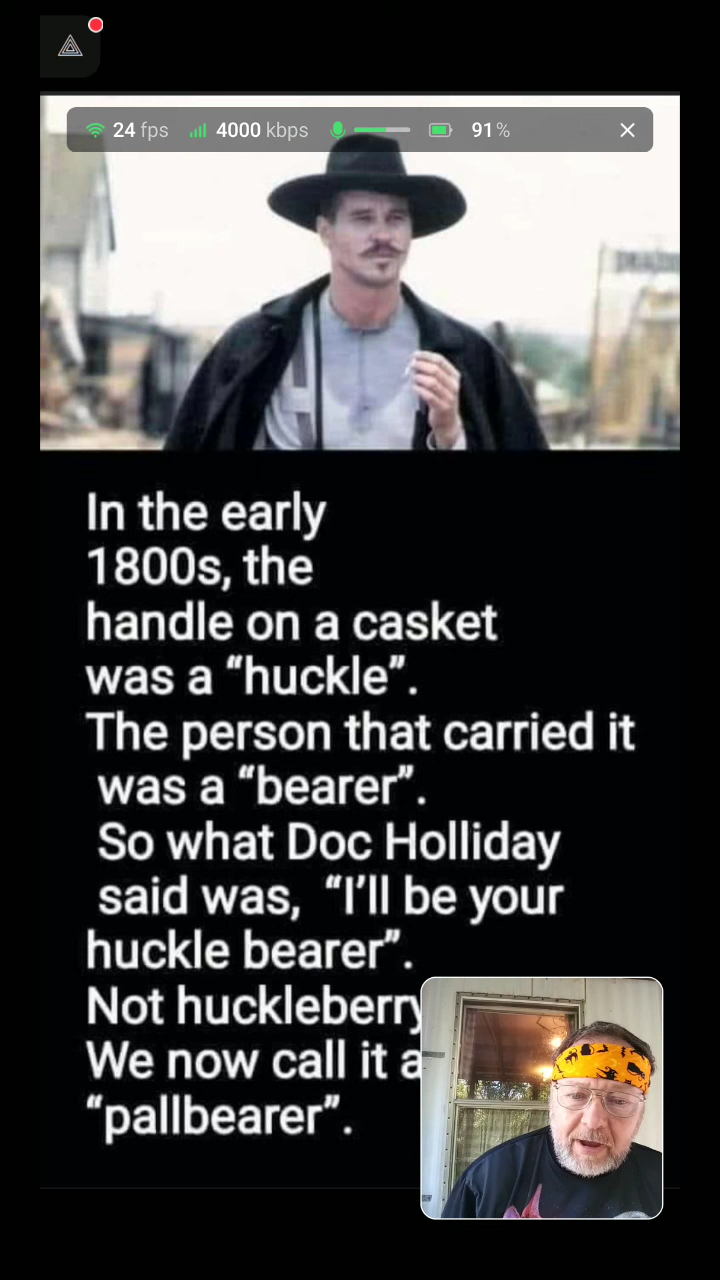 24 fps 4000 kbps 91%
In the early
1800s, the
handle on a casket
was a “huckle”.
The person that carried it
was a “bearer”.
So what Doc Holliday
said was, “I’ll be your
huckle bearer”.
Not huckleberry
We now call it a
“pallbearer”.